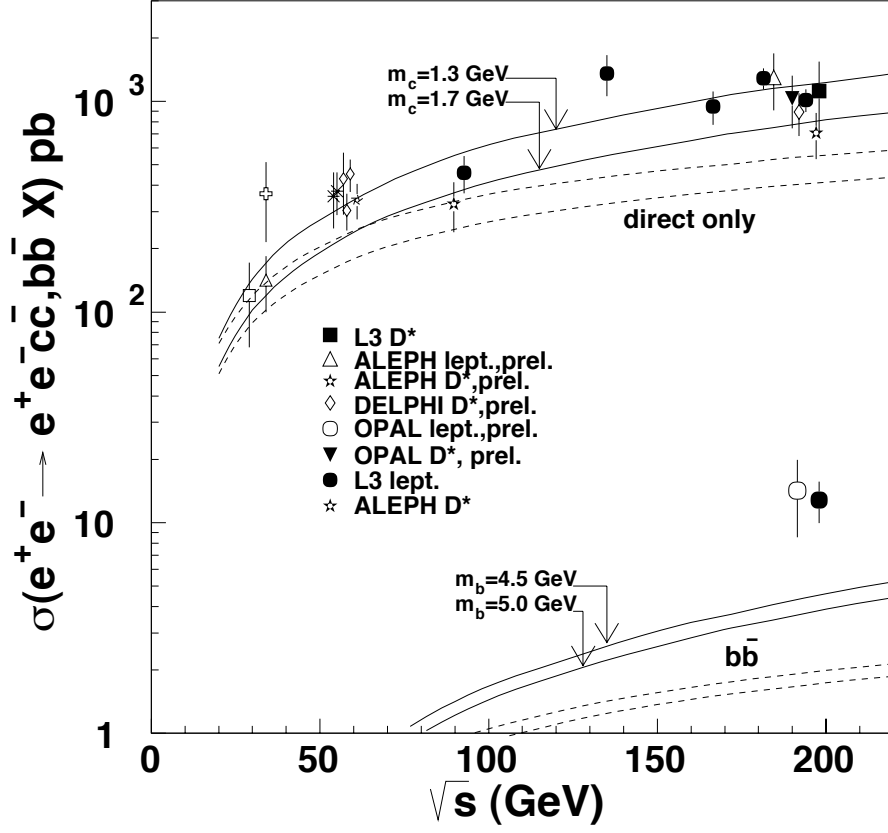 σ(e⁺e⁻ → e⁺e⁻cc̄,bb̄ X) pb
10³
10²
10
1
m_c=1.3 GeV
m_c=1.7 GeV
direct only
L3 D*
ALEPH lept.,prel.
ALEPH D*,prel.
DELPHI D*,prel.
OPAL lept.,prel.
OPAL D*, prel.
L3 lept.
ALEPH D*
m_b=4.5 GeV
m_b=5.0 GeV
bb̄
0 50 100 150 200
√s (GeV)